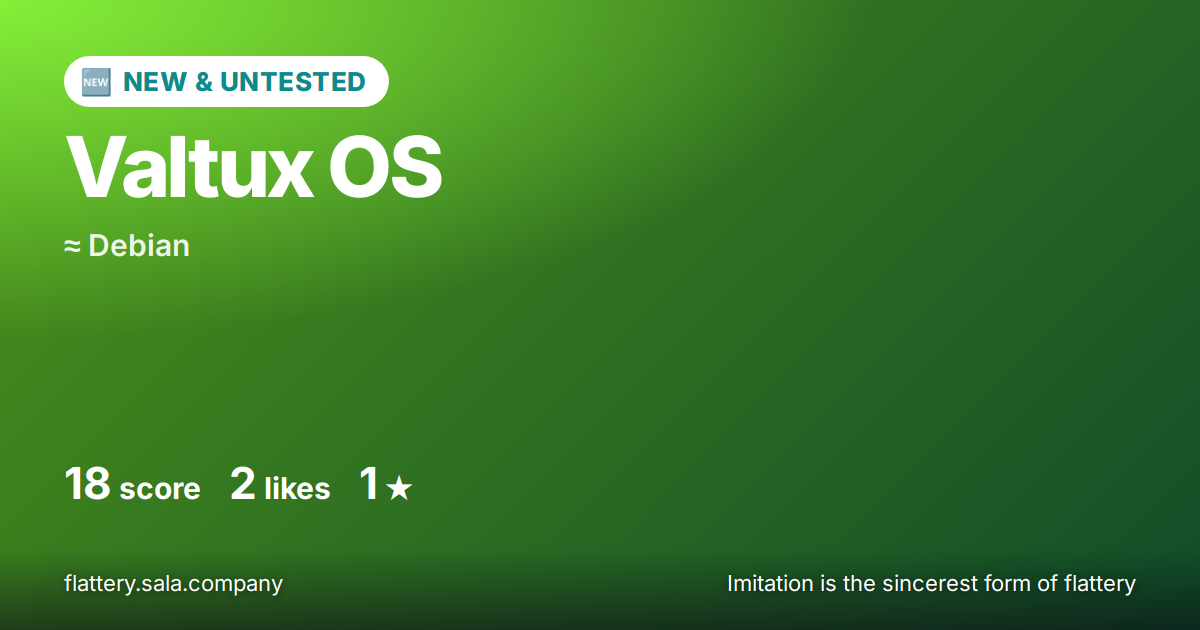 🆕 NEW & UNTESTED
Valtux OS
≈ Debian
18 score 2 likes 1 ★
flattery.sala.company
Imitation is the sincerest form of flattery